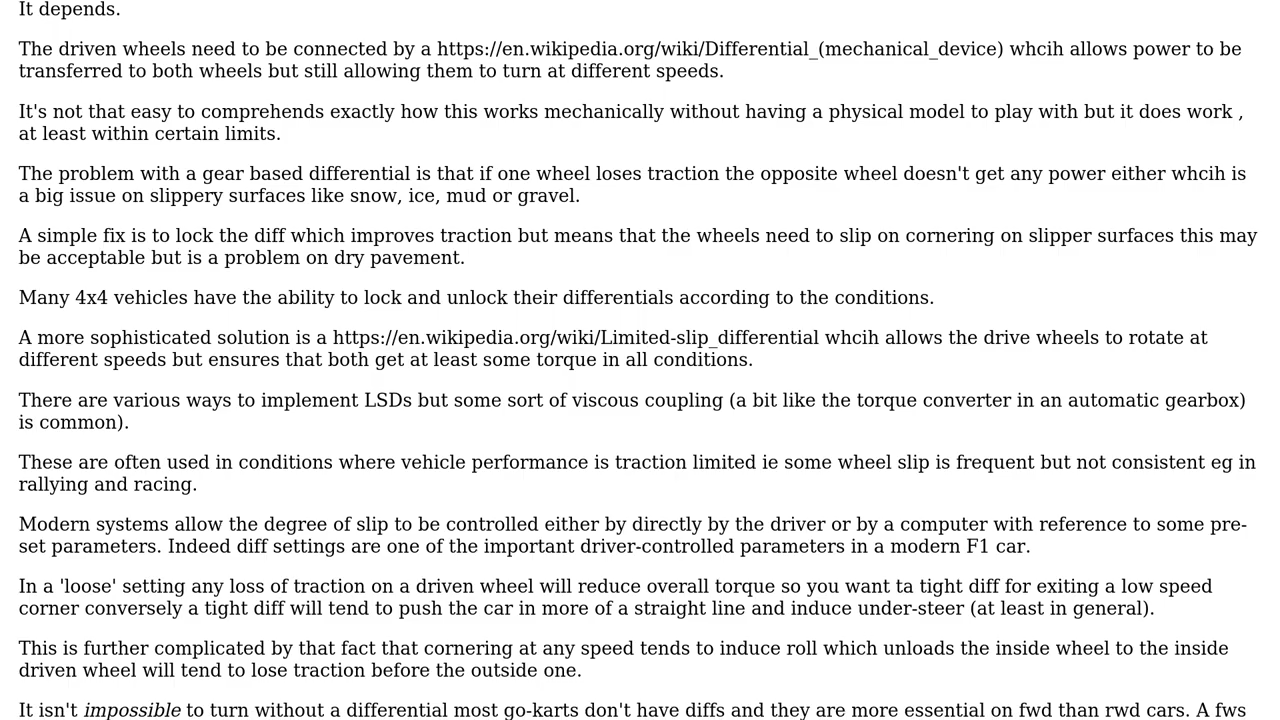 It depends.
The driven wheels need to be connected by a https://en.wikipedia.org/wiki/Differential_(mechanical_device) whcih allows power to be
transferred to both wheels but still allowing them to turn at different speeds.
It's not that easy to comprehends exactly how this works mechanically without having a physical model to play with but it does work ,
at least within certain limits.
The problem with a gear based differential is that if one wheel loses traction the opposite wheel doesn't get any power either whcih is
a big issue on slippery surfaces like snow, ice, mud or gravel.
A simple fix is to lock the diff which improves traction but means that the wheels need to slip on cornering on slipper surfaces this may
be acceptable but is a problem on dry pavement.
Many 4x4 vehicles have the ability to lock and unlock their differentials according to the conditions.
A more sophisticated solution is a https://en.wikipedia.org/wiki/Limited-slip_differential whcih allows the drive wheels to rotate at
different speeds but ensures that both get at least some torque in all conditions.
There are various ways to implement LSDs but some sort of viscous coupling (a bit like the torque converter in an automatic gearbox)
is common).
These are often used in conditions where vehicle performance is traction limited ie some wheel slip is frequent but not consistent eg in
rallying and racing.
Modern systems allow the degree of slip to be controlled either by directly by the driver or by a computer with reference to some pre-
set parameters. Indeed diff settings are one of the important driver-controlled parameters in a modern F1 car.
In a 'loose' setting any loss of traction on a driven wheel will reduce overall torque so you want ta tight diff for exiting a low speed
corner conversely a tight diff will tend to push the car in more of a straight line and induce under-steer (at least in general).
This is further complicated by that fact that cornering at any speed tends to induce roll which unloads the inside wheel to the inside
driven wheel will tend to lose traction before the outside one.
It isn't impossible to turn without a differential most go-karts don't have diffs and they are more essential on fwd than rwd cars. A fws